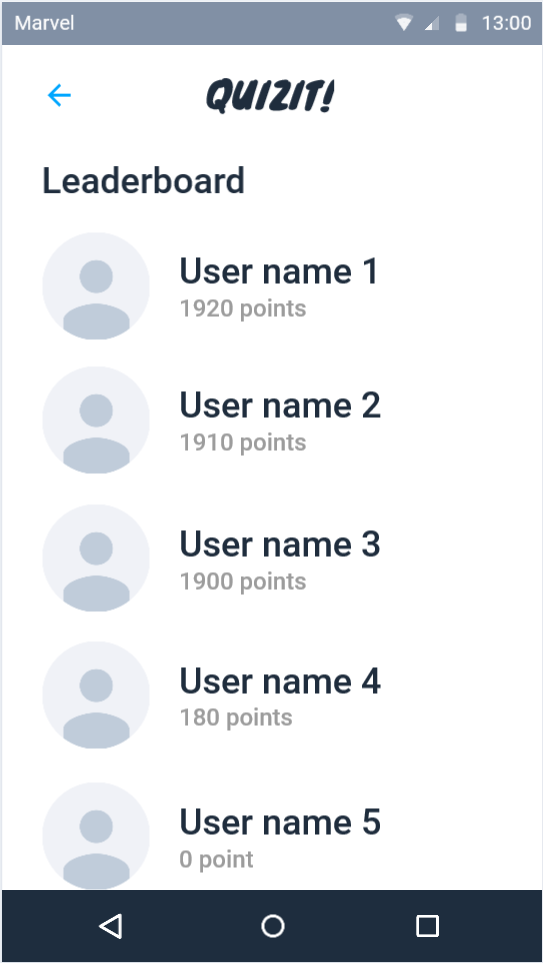 Marvel 13:00
QUIZIT!
Leaderboard
User name 1
1920 points
User name 2
1910 points
User name 3
1900 points
User name 4
180 points
User name 5
0 point